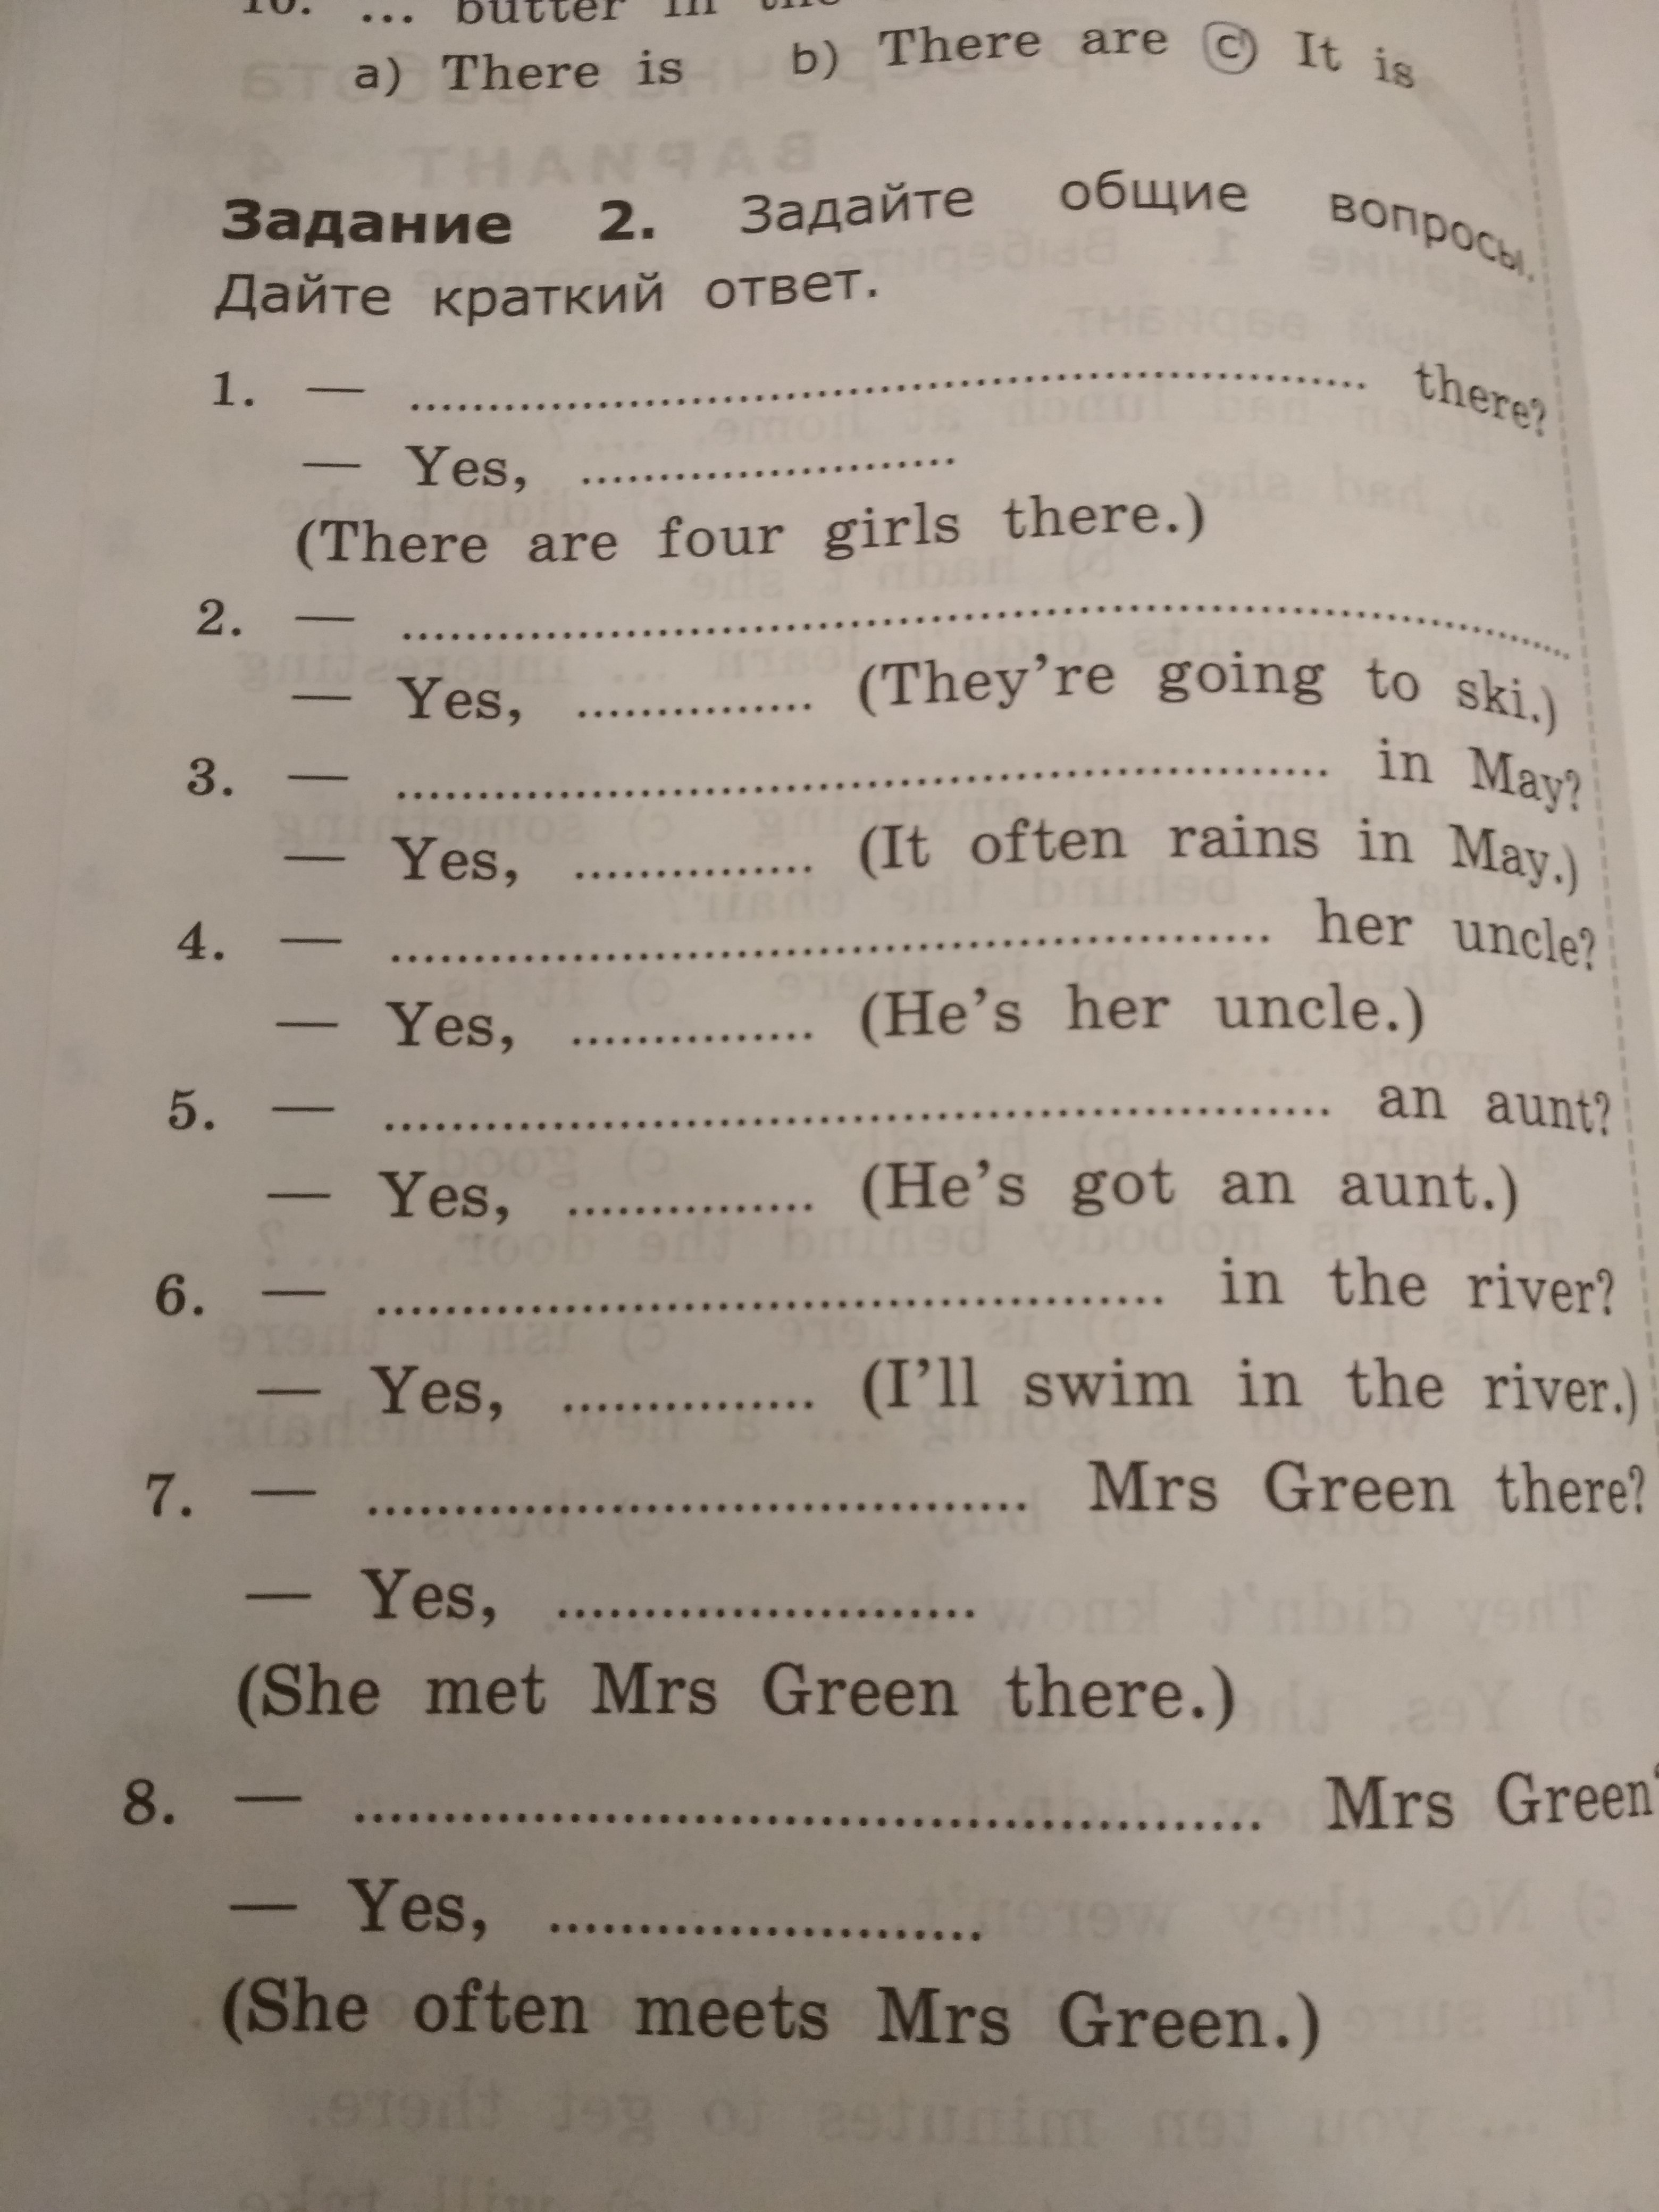 10. ... butter in the
a) There is b) There are c) It is
Задание 2. Задайте общие вопросы.
Дайте краткий ответ.
1. — .................... there?
— Yes, ....................
(There are four girls there.)
2. — ....................
— Yes, ............... (They're going to ski.)
3. — .................... in May?
— Yes, ............... (It often rains in May.)
4. — .................... her uncle?
— Yes, ............... (He's her uncle.)
5. — .................... an aunt?
— Yes, ............... (He's got an aunt.)
6. — .................... in the river?
— Yes, ............... (I'll swim in the river.)
7. — .................... Mrs Green there?
— Yes, ....................
(She met Mrs Green there.)
8. — .................... Mrs Green?
— Yes, ....................
(She often meets Mrs Green.)